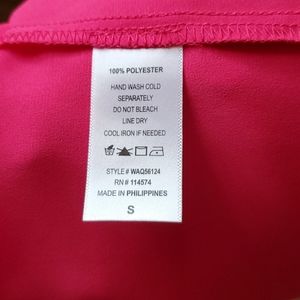 100% POLYESTER
HAND WASH COLD
SEPARATELY
DO NOT BLEACH
LINE DRY
COOL IRON IF NEEDED
STYLE # WAQ56124
RN # 114574
MADE IN PHILIPPINES
S